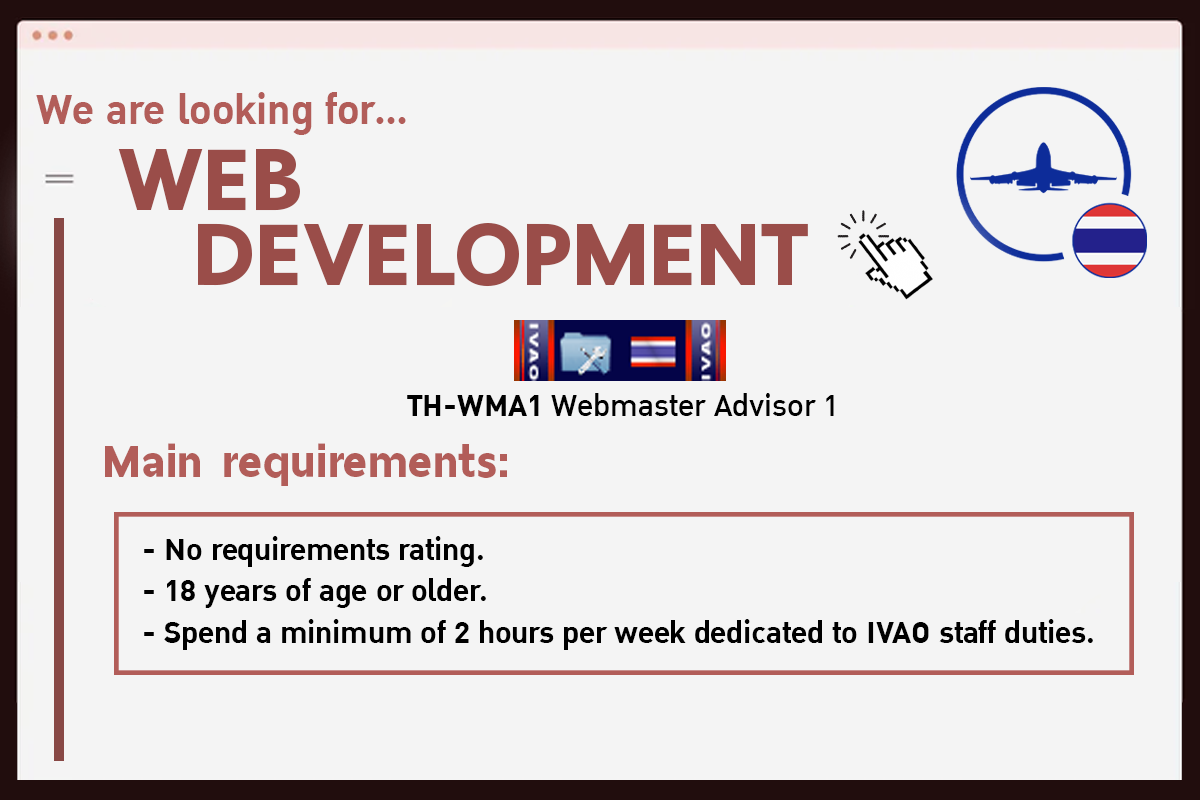 We are looking for...
WEB
DEVELOPMENT
IVAO IVAO
TH-WMA1 Webmaster Advisor 1
Main requirements:
- No requirements rating.
- 18 years of age or older.
- Spend a minimum of 2 hours per week dedicated to IVAO staff duties.